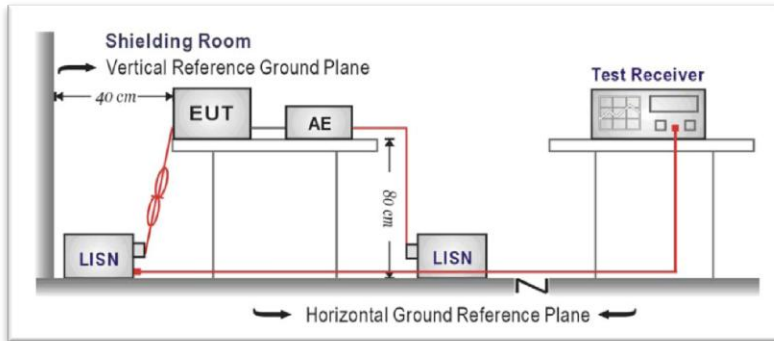 Shielding Room
Vertical Reference Ground Plane
Test Receiver
40 cm
EUT
AE
80 cm
LISN
LISN
Horizontal Ground Reference Plane